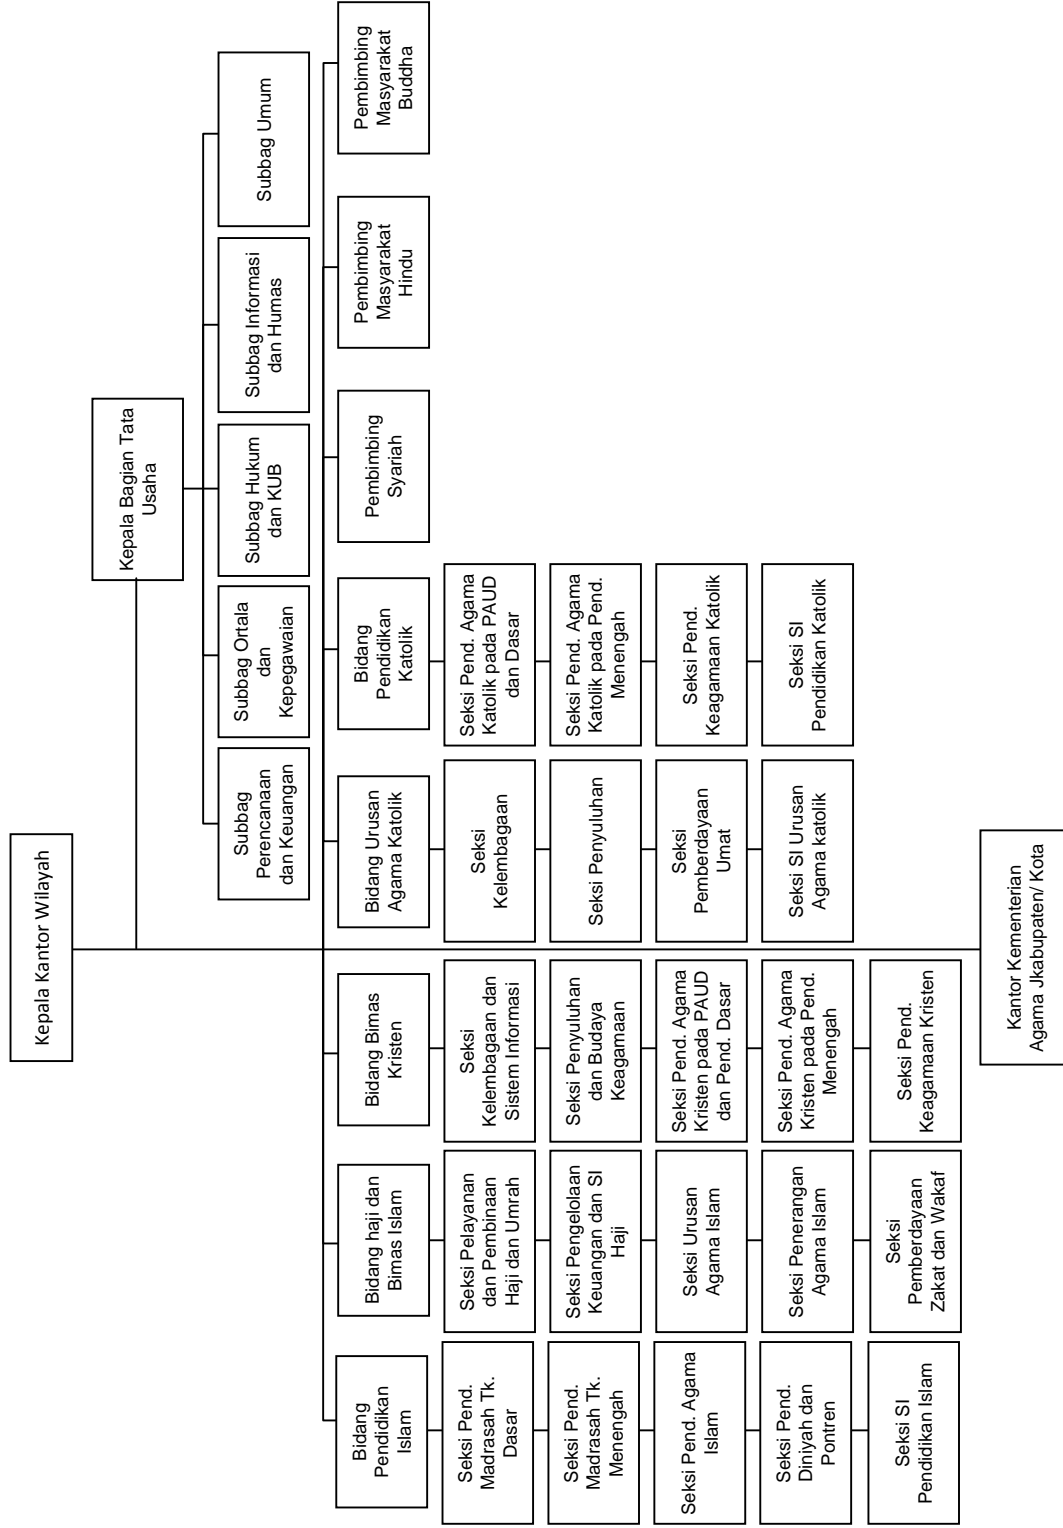 Kepala Kantor Wilayah
Kepala Bagian Tata
Usaha
Subbag
Perencanaan
dan Keuangan
Subbag Ortala
dan
Kepegawaian
Subbag Hukum
dan KUB
Subbag Informasi
dan Humas
Subbag Umum
Bidang
Pendidikan
Islam
Bidang haji dan
Bimas Islam
Bidang Bimas
Kristen
Bidang Urusan
Agama Katolik
Bidang
Pendidikan
Katolik
Pembimbing
Syariah
Pembimbing
Masyarakat
Hindu
Pembimbing
Masyarakat
Buddha
Seksi Pend.
Madrasah Tk.
Dasar
Seksi Pelayanan
dan Pembinaan
Haji dan Umrah
Seksi
Kelembagaan dan
Sistem Informasi
Seksi
Kelembagaan
Seksi Pend. Agama
Katolik pada PAUD
dan Dasar
Seksi Pend.
Madrasah Tk.
Menengah
Seksi Pengelolaan
Keuangan dan SI
Haji
Seksi Penyuluhan
dan Budaya
Keagamaan
Seksi Penyuluhan
Seksi Pend. Agama
Katolik pada Pend.
Menengah
Seksi Pend. Agama
Islam
Seksi Urusan
Agama Islam
Seksi Pend. Agama
Kristen pada PAUD
dan Pend. Dasar
Seksi
Pemberdayaan
Umat
Seksi Pend.
Keagamaan Katolik
Seksi Pend.
Diniyah dan
Pontren
Seksi Penerangan
Agama Islam
Seksi Pend. Agama
Kristen pada Pend.
Menengah
Seksi SI Urusan
Agama katolik
Seksi SI
Pendidikan Katolik
Seksi SI
Pendidikan Islam
Seksi
Pemberdayaan
Zakat dan Wakaf
Seksi Pend.
Keagamaan Kristen
Kantor Kementerian
Agama Jkabupaten/ Kota